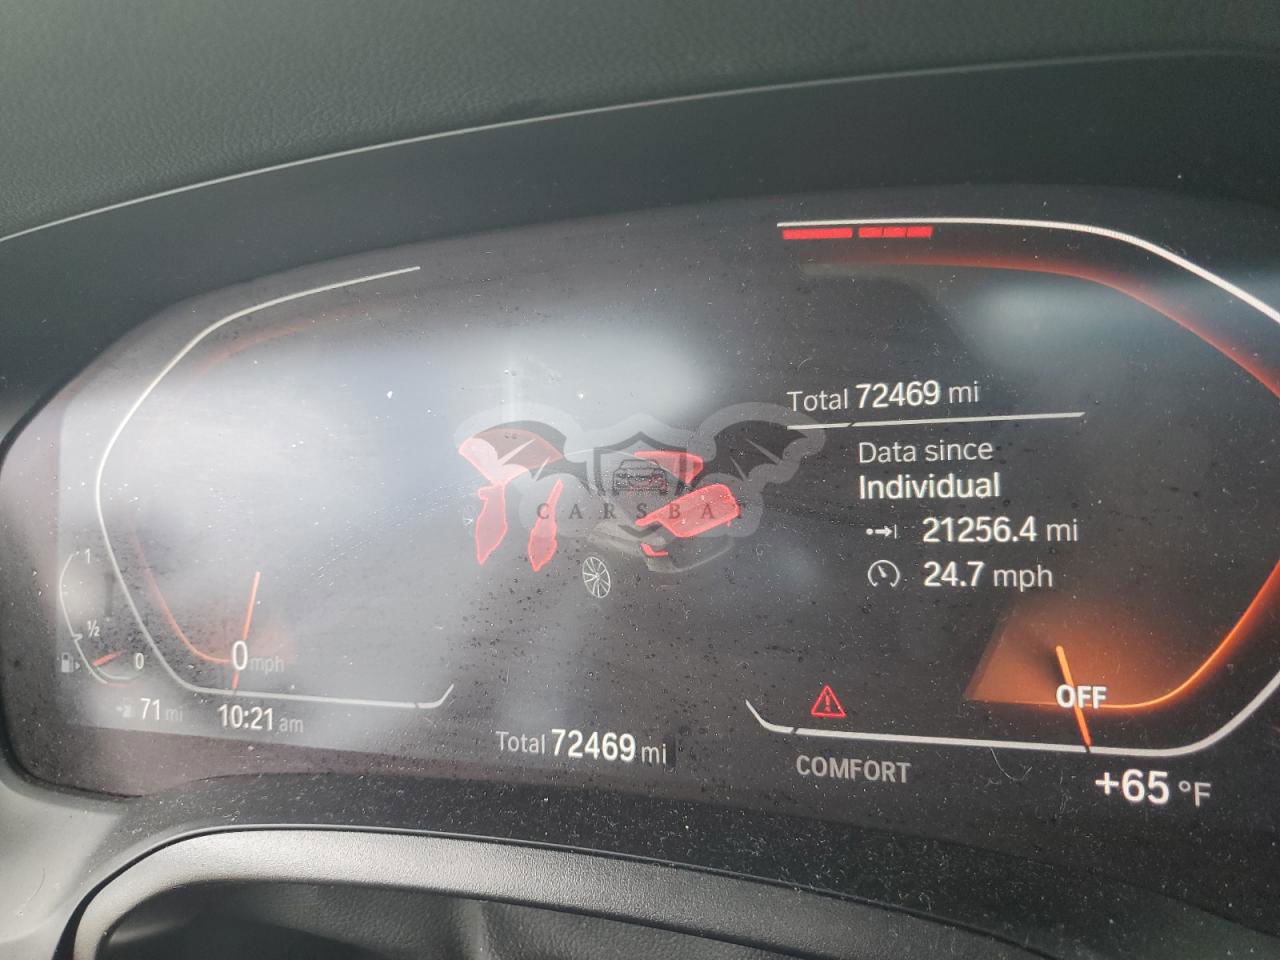 Total 72469 mi
Data since
Individual
21256.4 mi
24.7 mph
CARSBAT
1
1/2
0
0 mph
OFF
71 mi
10:21 am
Total 72469 mi
COMFORT
+65 °F